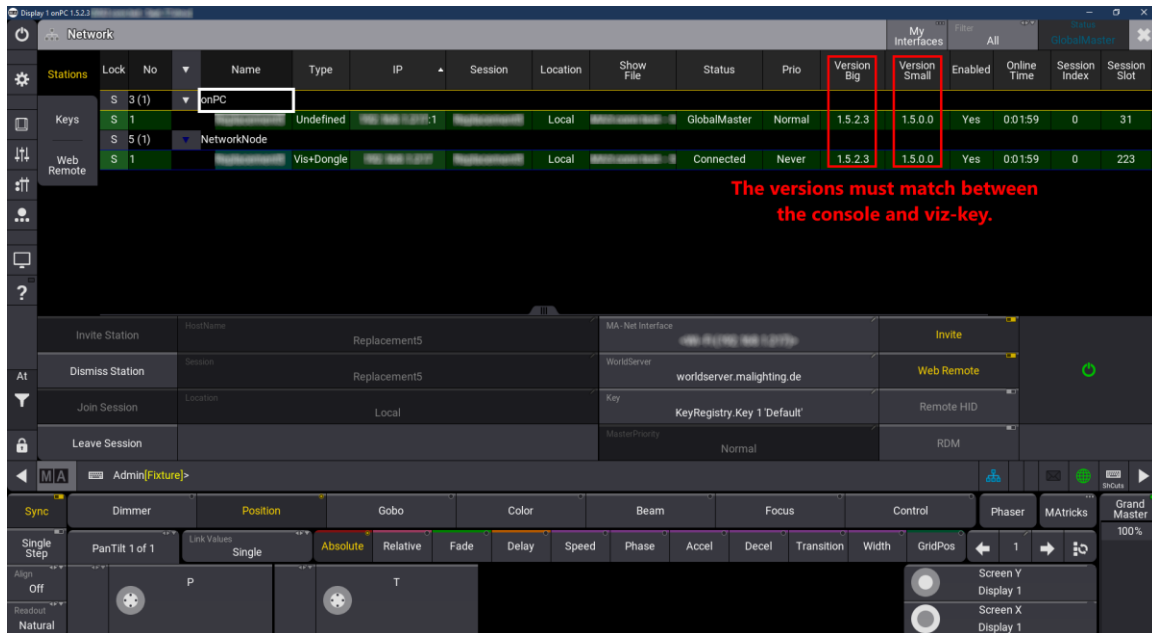 Display 1 onPC 1.5.2.3
Network
My Interfaces
Filter
All
Status
GlobalMaster
Stations
Lock No Name Type IP Session Location Show File Status Prio Version Big Version Small Enabled Online Time Session Index Session Slot
S 3 (1) onPC
S 1 Undefined :1 Local GlobalMaster Normal 1.5.2.3 1.5.0.0 Yes 0:01:59 0 31
S 5 (1) NetworkNode
S 1 Vis+Dongle Local Connected Never 1.5.2.3 1.5.0.0 Yes 0:01:59 0 223
Keys
Web Remote
The versions must match between
the console and viz-key.
?
Invite Station
HostName
Replacement5
MA-Net Interface
Invite
Dismiss Station
Session
Replacement5
WorldServer
worldserver.malighting.de
Web Remote
Join Session
Location
Local
Key
KeyRegistry.Key 1 'Default'
Remote HID
Leave Session
MasterPriority
Normal
RDM
At
MA Admin[Fixture]>
ShCuts
Sync Dimmer Position Gobo Color Beam Focus Control Phaser MAtricks Grand Master
100%
Single Step
PanTilt 1 of 1
Link Values
Single
Absolute Relative Fade Delay Speed Phase Accel Decel Transition Width GridPos 1
Align
Off
P
T
Screen Y
Display 1
Readout
Natural
Screen X
Display 1